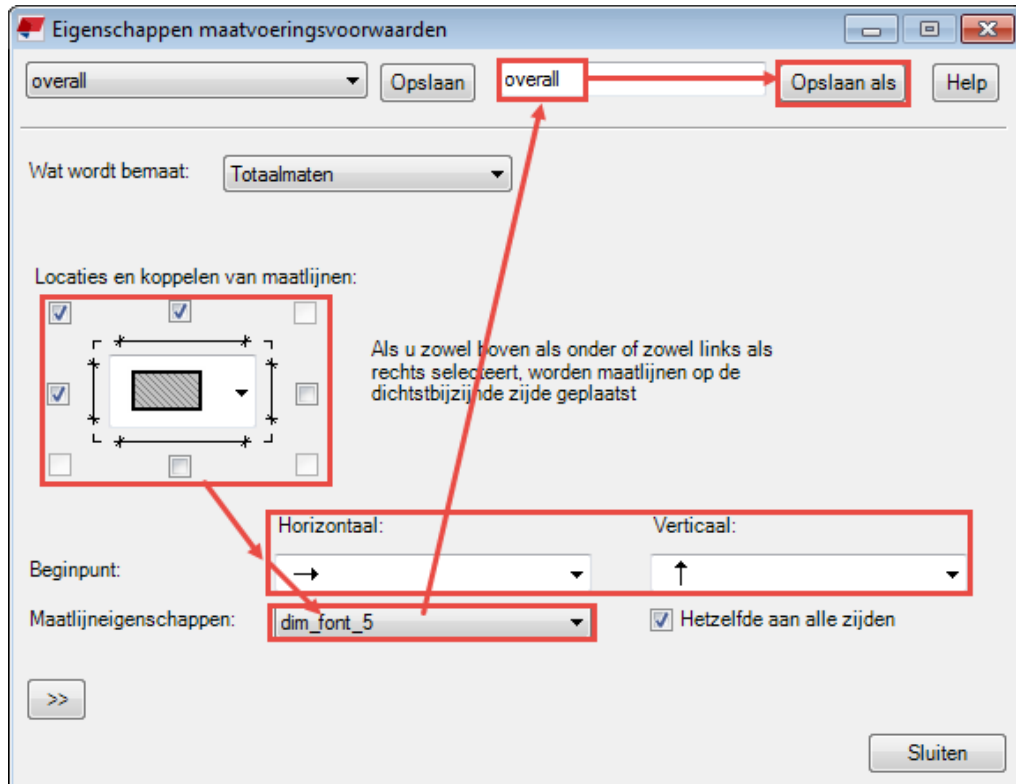 Eigenschappen maatvoeringsvoorwaarden
overall Opslaan overall Opslaan als Help
Wat wordt bemaat: Totaalmaten
Locaties en koppelen van maatlijnen:
Als u zowel boven als onder of zowel links als
rechts selecteert, worden maatlijnen op de
dichtstbijzijnde zijde geplaatst
Horizontaal: Verticaal:
Beginpunt:
Maatlijneigenschappen: dim_font_5 Hetzelfde aan alle zijden
>>
Sluiten